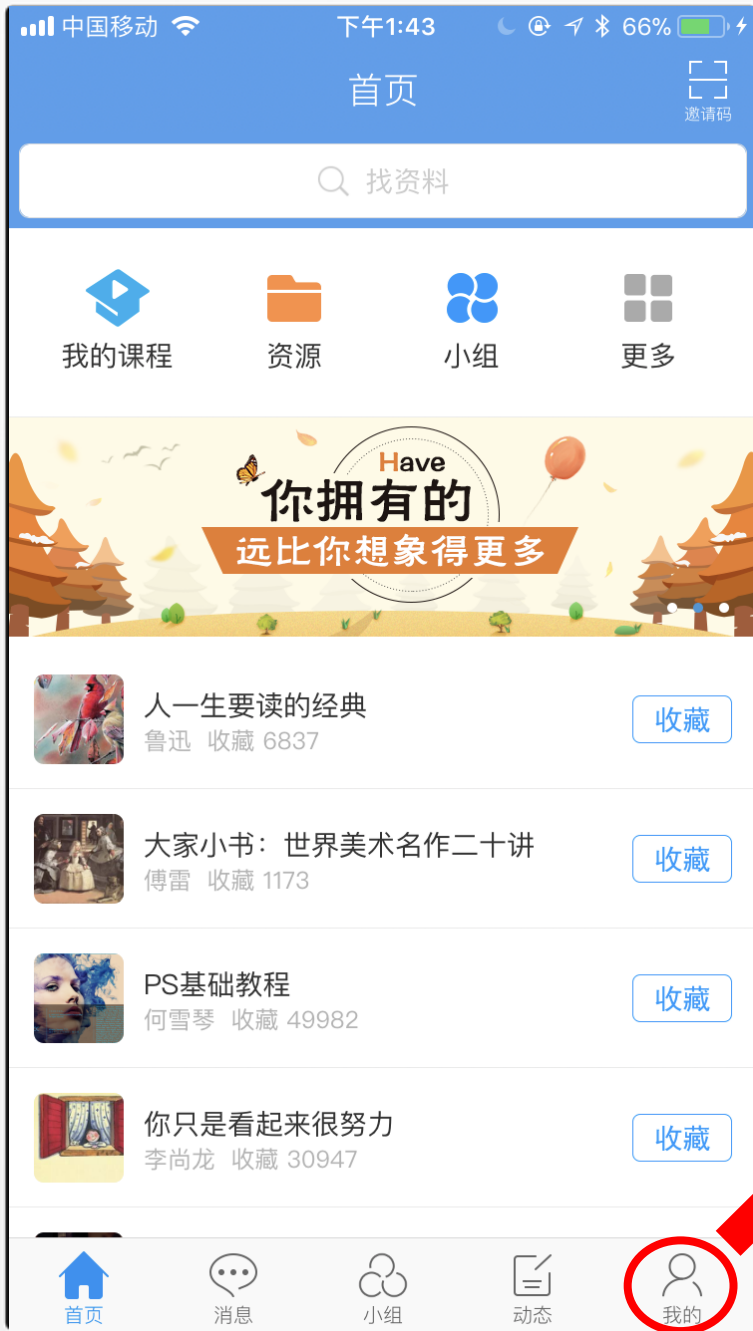 中国移动 下午1:43 66%
首页
邀请码
找资料
我的课程 资源 小组 更多
Have
你拥有的
远比你想象得更多
人一生要读的经典
鲁迅 收藏 6837
收藏
大家小书：世界美术名作二十讲
傅雷 收藏 1173
收藏
PS基础教程
何雪琴 收藏 49982
收藏
你只是看起来很努力
李尚龙 收藏 30947
收藏
首页 消息 小组 动态 我的